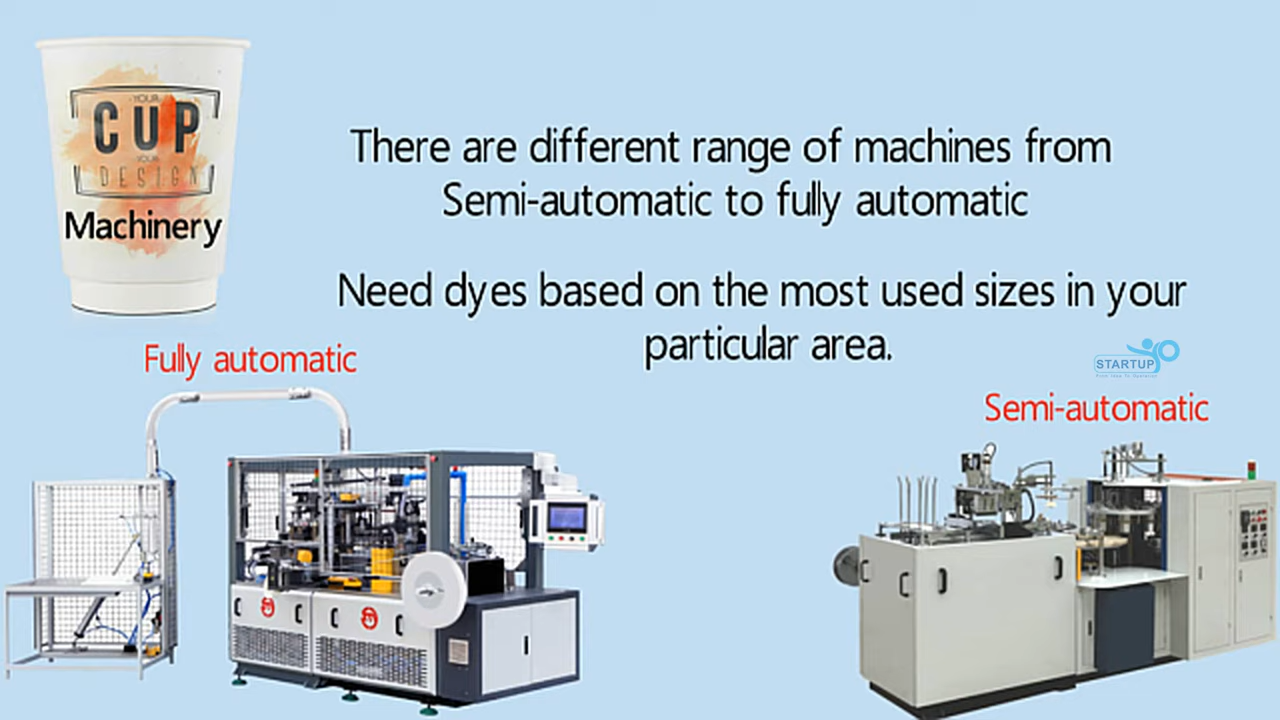 YOUR
CUP
YOUR
DESIGN
Machinery
There are different range of machines from
Semi-automatic to fully automatic
Need dyes based on the most used sizes in your
particular area.
Fully automatic
STARTUP
Semi-automatic